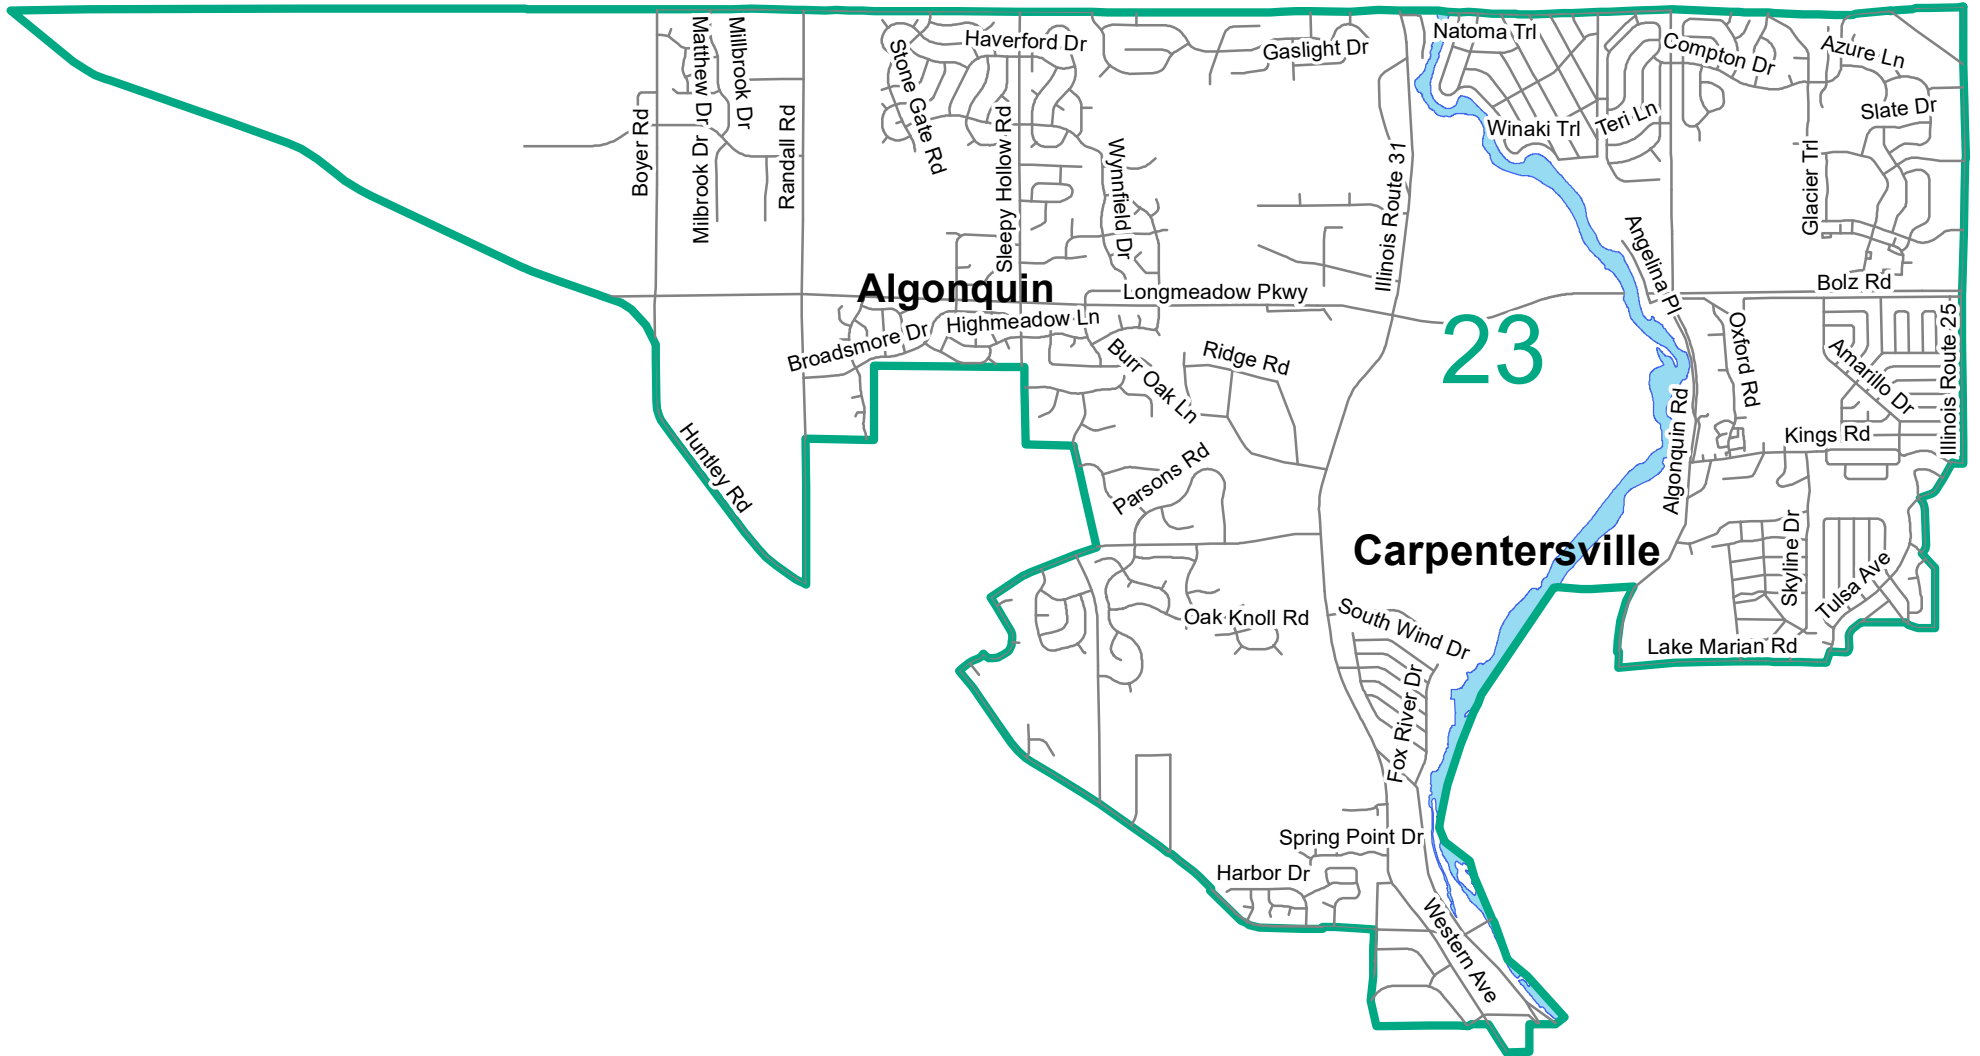 Natoma Trl
Haverford Dr
Gaslight Dr
Compton Dr
Azure Ln
Matthew Dr
Millbrook Dr
Stone Gate Rd
Slate Dr
Winaki Trl
Teri Ln
Boyer Rd
Milbrook Dr
Randall Rd
Sleepy Hollow Rd
Wynnfield Dr
Illinois Route 31
Glacier Trl
Angelina Pl
Algonquin
Longmeadow Pkwy
Bolz Rd
Highmeadow Ln
Broadsmore Dr
23
Burr Oak Ln
Ridge Rd
Oxford Rd
Amarillo Dr
Illinois Route 25
Algonquin Rd
Kings Rd
Huntley Rd
Parsons Rd
Carpentersville
Skyline Dr
Tulsa Ave
Oak Knoll Rd
South Wind Dr
Lake Marian Rd
Fox River Dr
Spring Point Dr
Harbor Dr
Western Ave